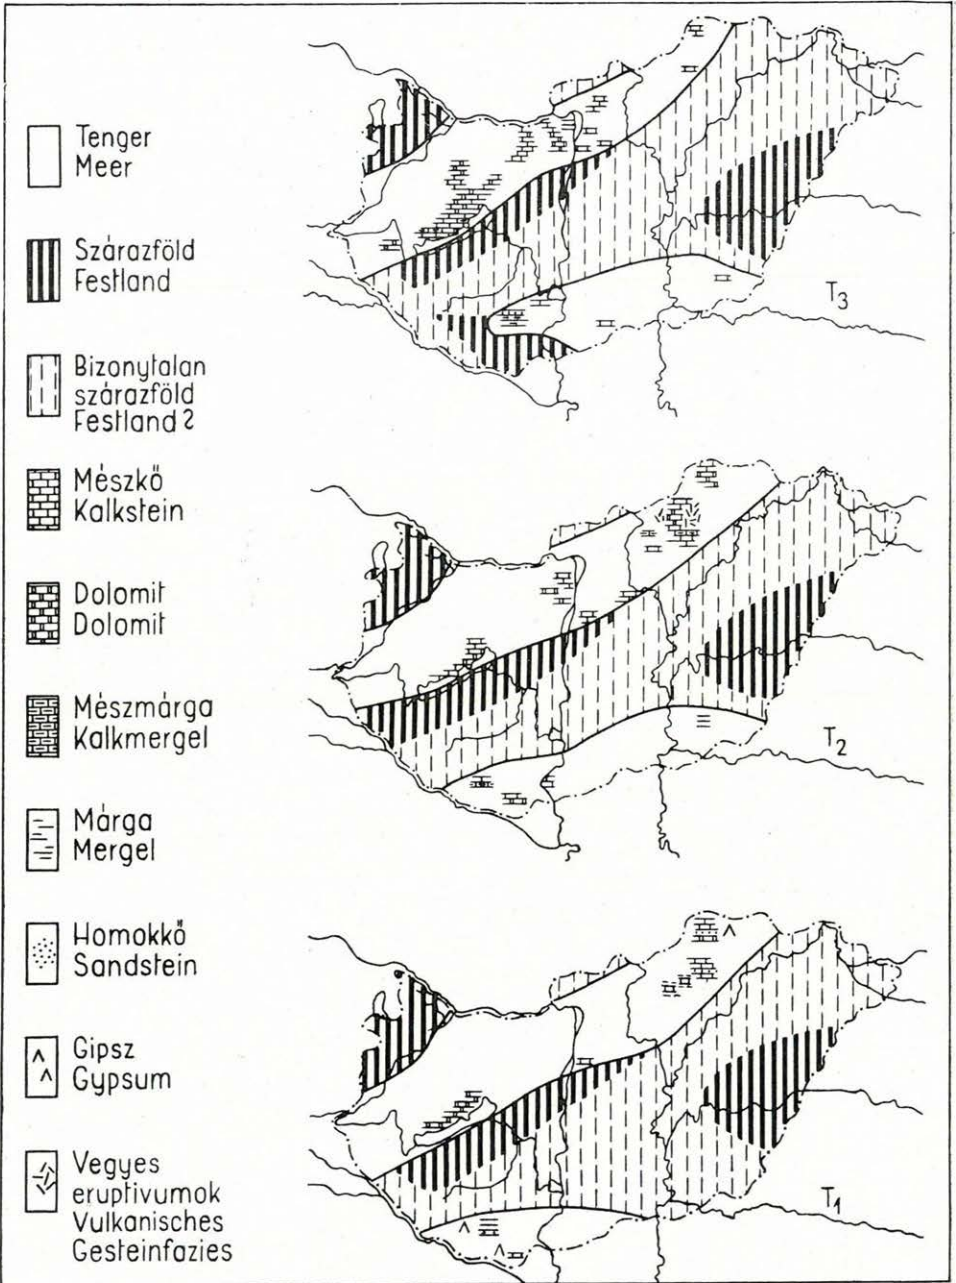 Tenger
Meer
Szárazföld
Festland
Bizonytalan
szárazföld
Festland?
Mészkő
Kalkstein
Dolomit
Dolomit
Mészmárga
Kalkmergel
Márga
Mergel
Homokkő
Sandstein
Gipsz
Gypsum
Vegyes
eruptivumok
Vulkanisches
Gesteinfazies
T3
T2
T1